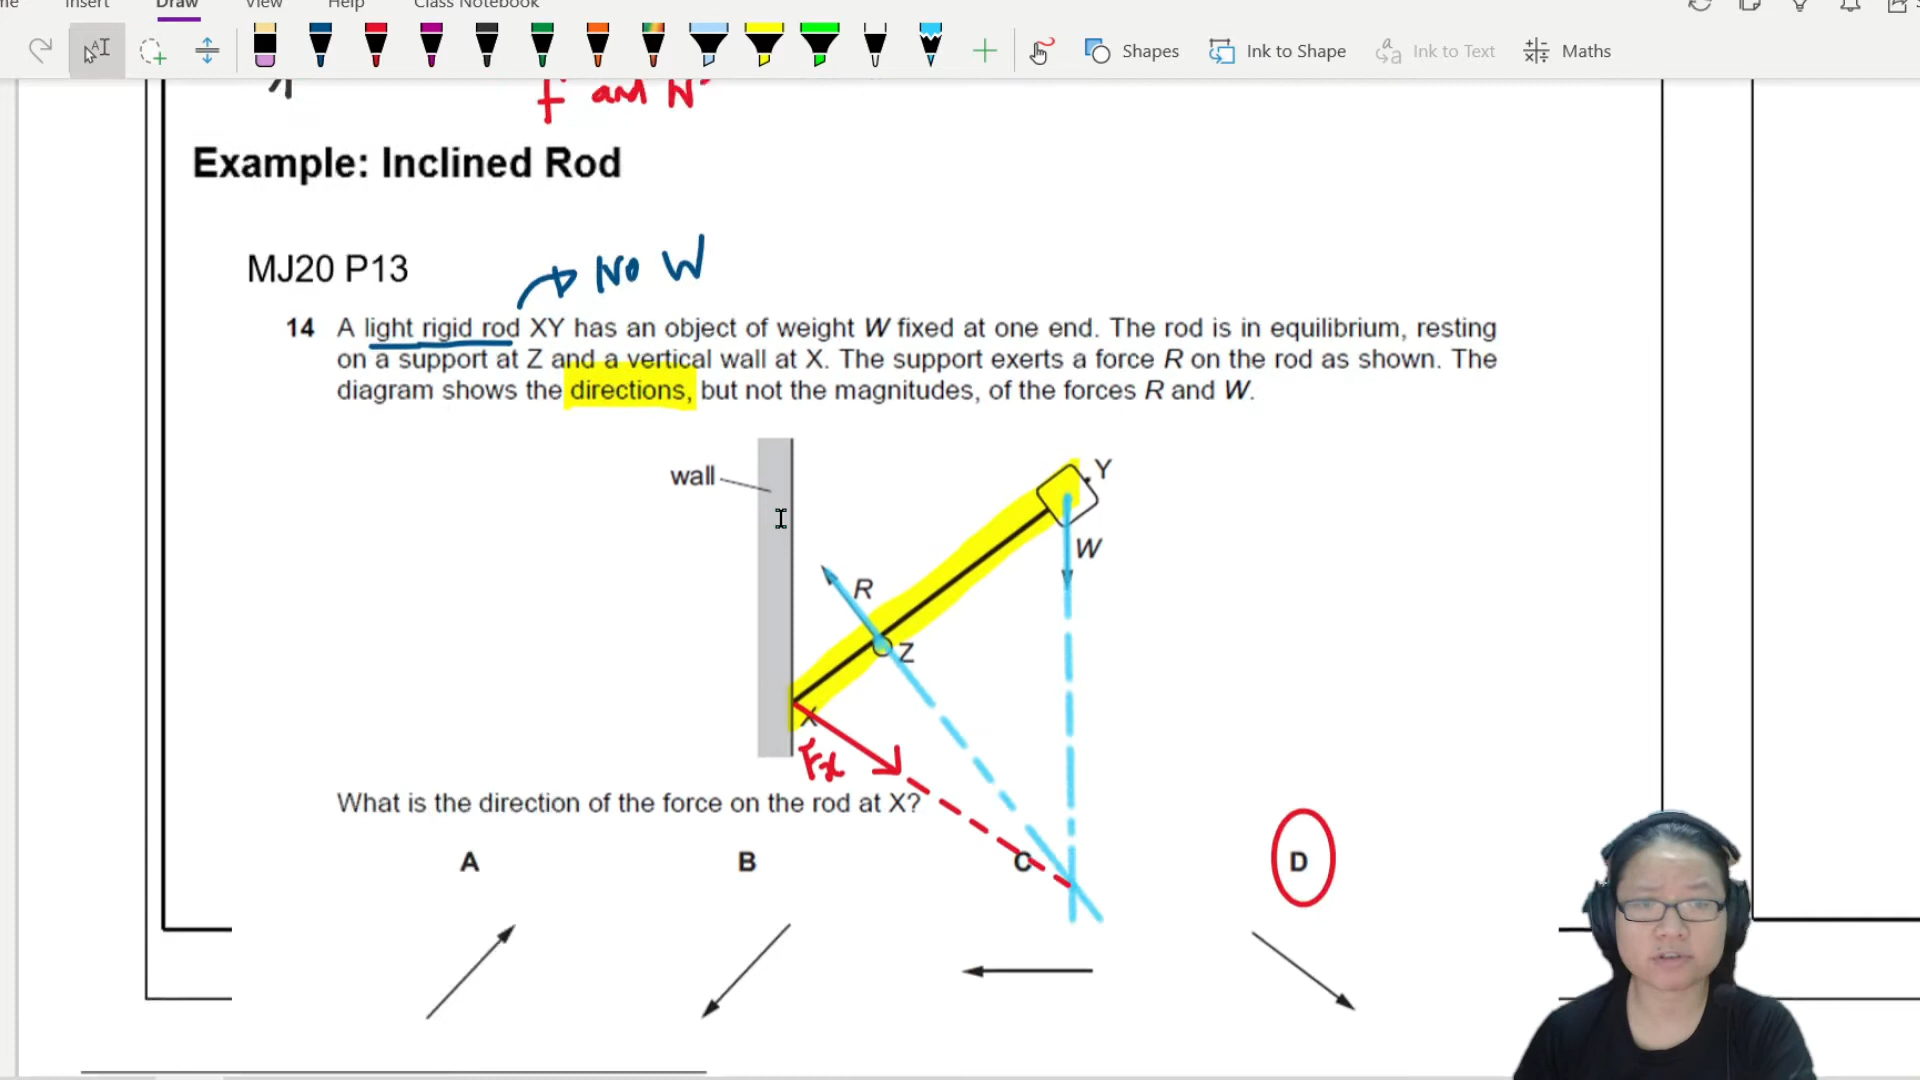 Insert Draw View Help Class Notebook
Shapes Ink to Shape Ink to Text Maths
f and N
Example: Inclined Rod
No W
MJ20 P13
14 A light rigid rod XY has an object of weight W fixed at one end. The rod is in equilibrium, resting
on a support at Z and a vertical wall at X. The support exerts a force R on the rod as shown. The
diagram shows the directions, but not the magnitudes, of the forces R and W.
Y
wall
W
R
Z
X
Fx
What is the direction of the force on the rod at X?
A B C D